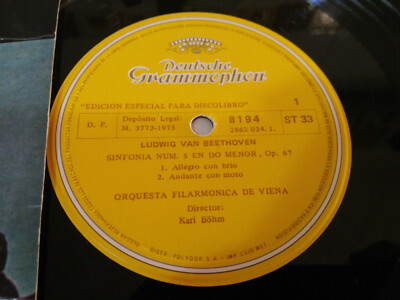 Deutsche
Grammophon
"EDICION ESPECIAL PARA DISCOLIBRO"
1
D. P.
Depósito Legal:
M. 3773-1975
8194
2862 024.1.
ST 33
LUDWIG VAN BEETHOVEN
SINFONIA NUM. 5 EN DO MENOR, Op. 67
1. Allegro con brio
2. Andante con moto
ORQUESTA FILARMONICA DE VIENA
Director:
Karl Böhm